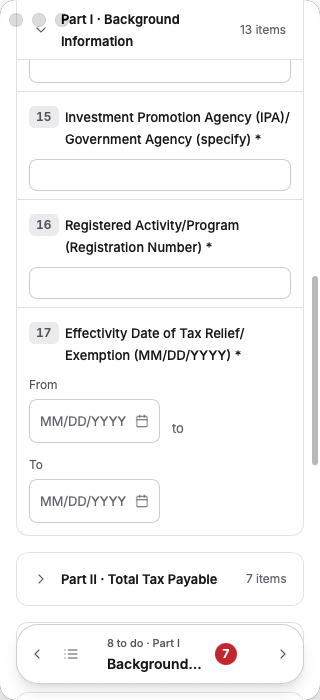 Part I · Background
Information
13 items
15
Investment Promotion Agency (IPA)/
Government Agency (specify) *
16
Registered Activity/Program
(Registration Number) *
17
Effectivity Date of Tax Relief/
Exemption (MM/DD/YYYY) *
From
MM/DD/YYYY
to
To
MM/DD/YYYY
Part II · Total Tax Payable
7 items
8 to do · Part I
Background...
7